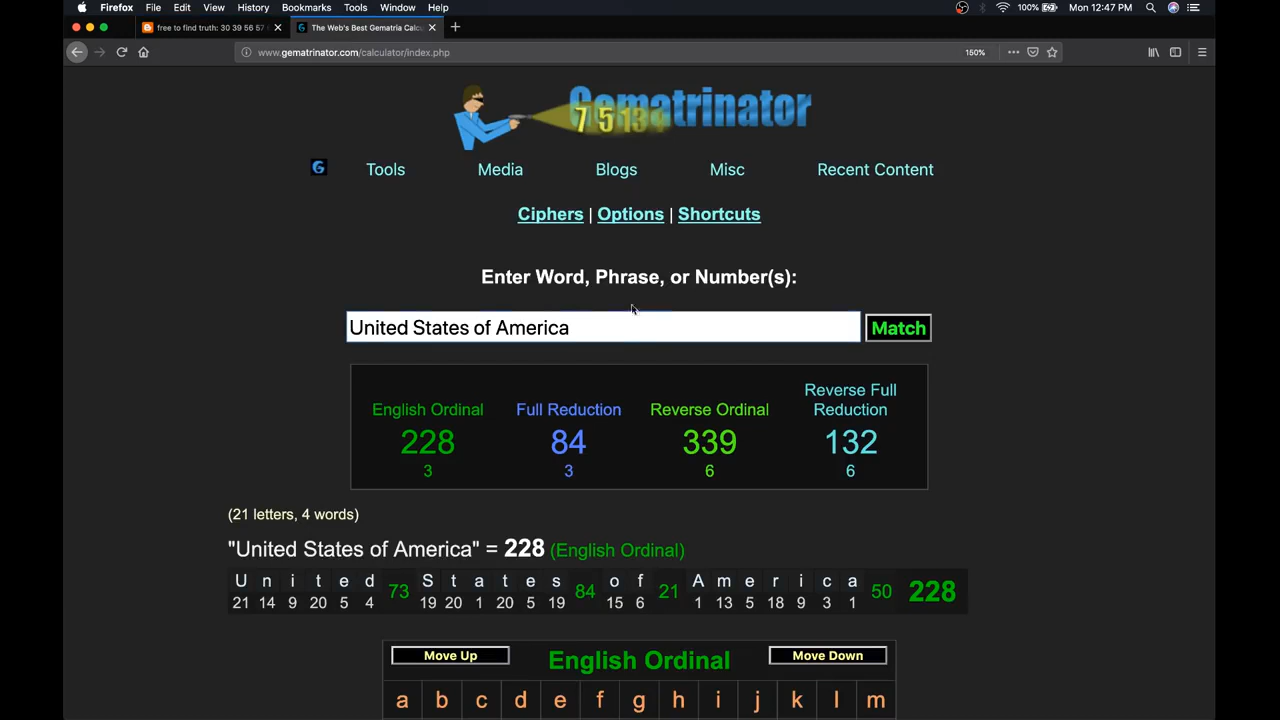 Firefox File Edit View History Bookmarks Tools Window Help 100% Mon 12:47 PM
free to find truth: 30 39 56 57 The Web's Best Gematria Calcu
www.gematrinator.com/calculator/index.php 150%
Gematrinator
7 5 13
Tools Media Blogs Misc Recent Content
Ciphers | Options | Shortcuts
Enter Word, Phrase, or Number(s):
United States of America Match
English Ordinal Full Reduction Reverse Ordinal Reverse Full Reduction
228 84 339 132
3 3 6 6
(21 letters, 4 words)
"United States of America" = 228 (English Ordinal)
U n i t e d 73 S t a t e s 84 o f 21 A m e r i c a 50 228
21 14 9 20 5 4 19 20 1 20 5 19 15 6 1 13 5 18 9 3 1
Move Up English Ordinal Move Down
a b c d e f g h i j k l m